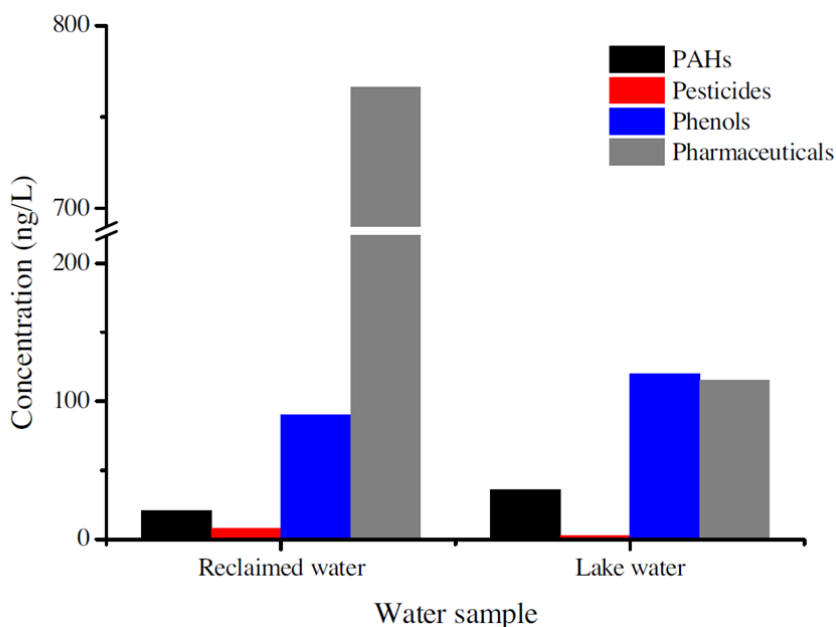 800
700
200
100
0
Concentration (ng/L)
PAHs
Pesticides
Phenols
Pharmaceuticals
Reclaimed water
Lake water
Water sample